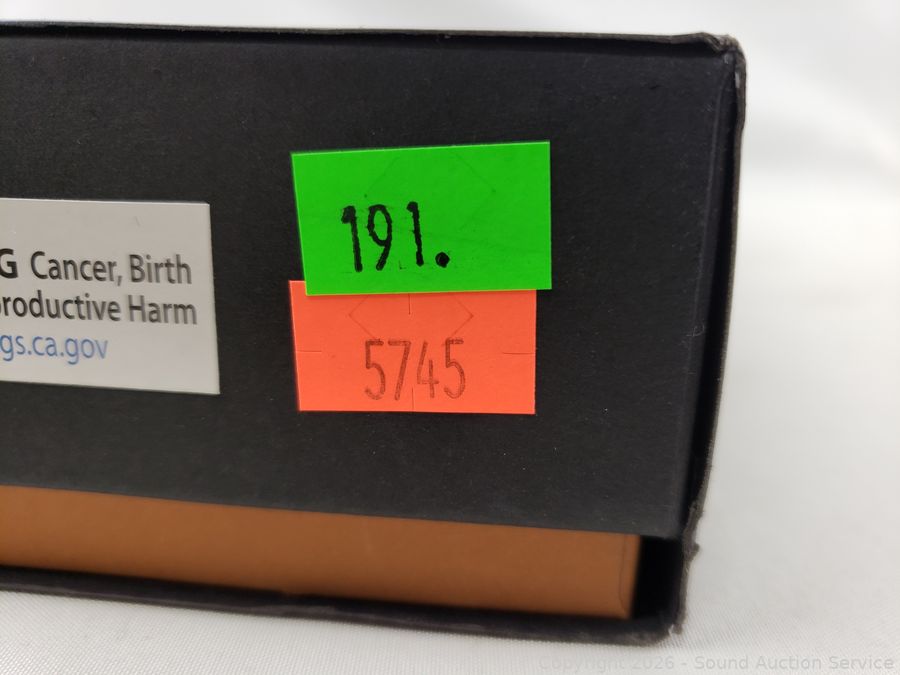 G Cancer, Birth
productive Harm
gs.ca.gov
191.
5745
Copyright 2026 - Sound Auction Service